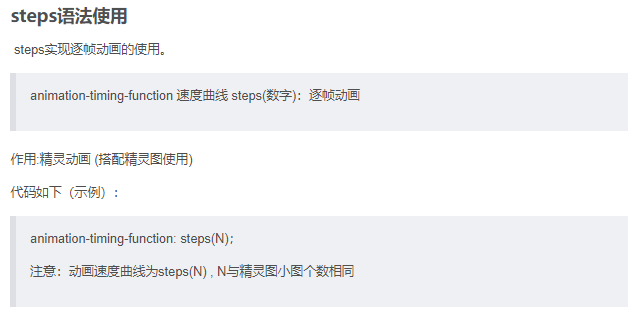 steps语法使用
steps实现逐帧动画的使用。
animation-timing-function 速度曲线 steps(数字)：逐帧动画
作用:精灵动画 (搭配精灵图使用)
代码如下（示例）：
animation-timing-function: steps(N)；
注意：动画速度曲线为steps(N) , N与精灵图小图个数相同